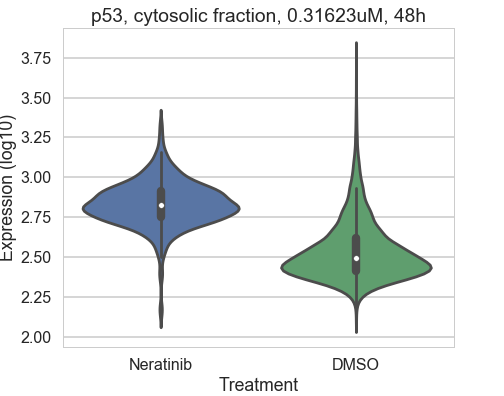 p53, cytosolic fraction, 0.31623uM, 48h
Expression (log10)
3.75
3.50
3.25
3.00
2.75
2.50
2.25
2.00
Neratinib DMSO
Treatment